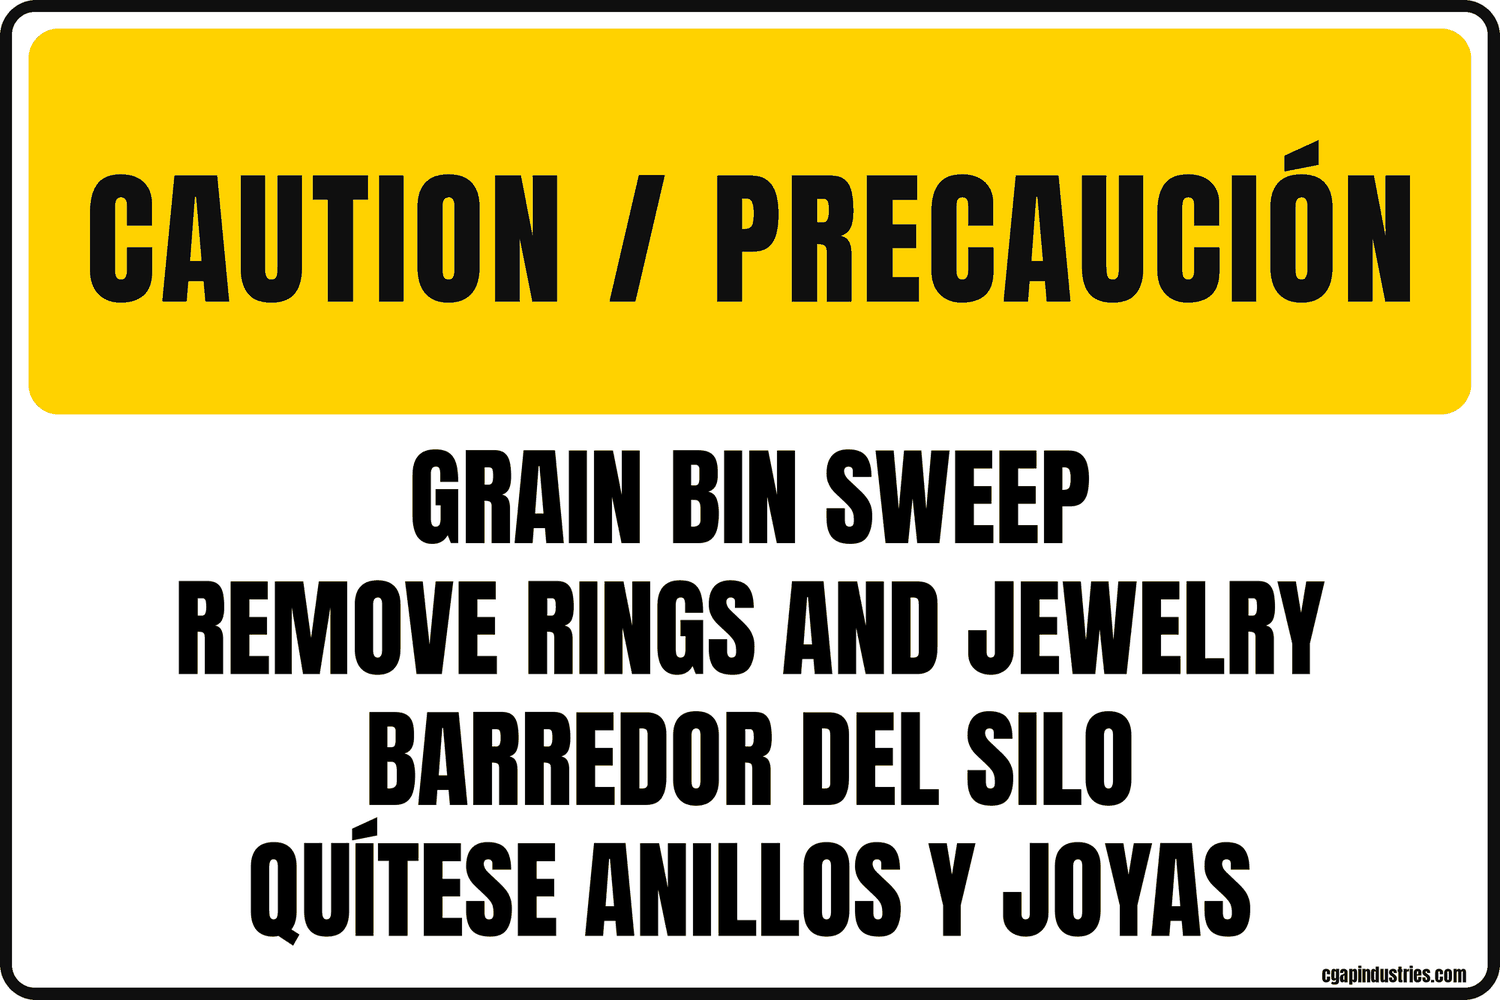 CAUTION / PRECAUCIÓN
GRAIN BIN SWEEP
REMOVE RINGS AND JEWELRY
BARREDOR DEL SILO
QUÍTESE ANILLOS Y JOYAS
cgapindustries.com